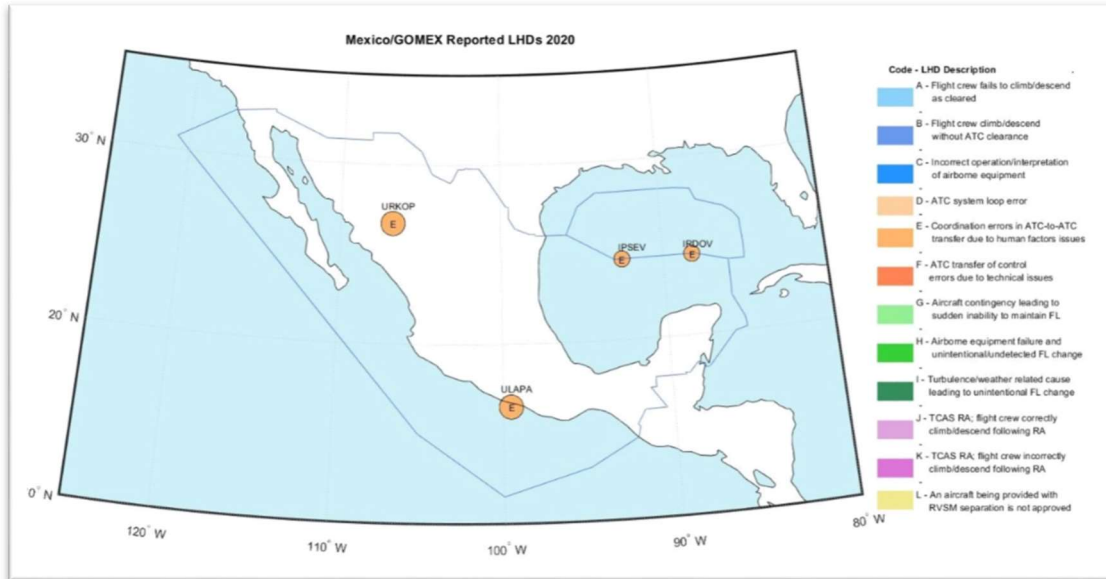 Mexico/GOMEX Reported LHDs 2020
30° N
20° N
0° N
120° W
110° W
100° W
90° W
80° W
URKOP
E
IPSEV
E
IRDOV
E
ULAPA
E
Code - LHD Description
A - Flight crew fails to climb/descend
as cleared
B - Flight crew climb/descend
without ATC clearance
C - Incorrect operation/interpretation
of airborne equipment
D - ATC system loop error
E - Coordination errors in ATC-to-ATC
transfer due to human factors issues
F - ATC transfer of control
errors due to technical issues
G - Aircraft contingency leading to
sudden inability to maintain FL
H - Airborne equipment failure and
unintentional/undetected FL change
I - Turbulence/weather related cause
leading to unintentional FL change
J - TCAS RA; flight crew correctly
climb/descend following RA
K - TCAS RA; flight crew incorrectly
climb/descend following RA
L - An aircraft being provided with
RVSM separation is not approved